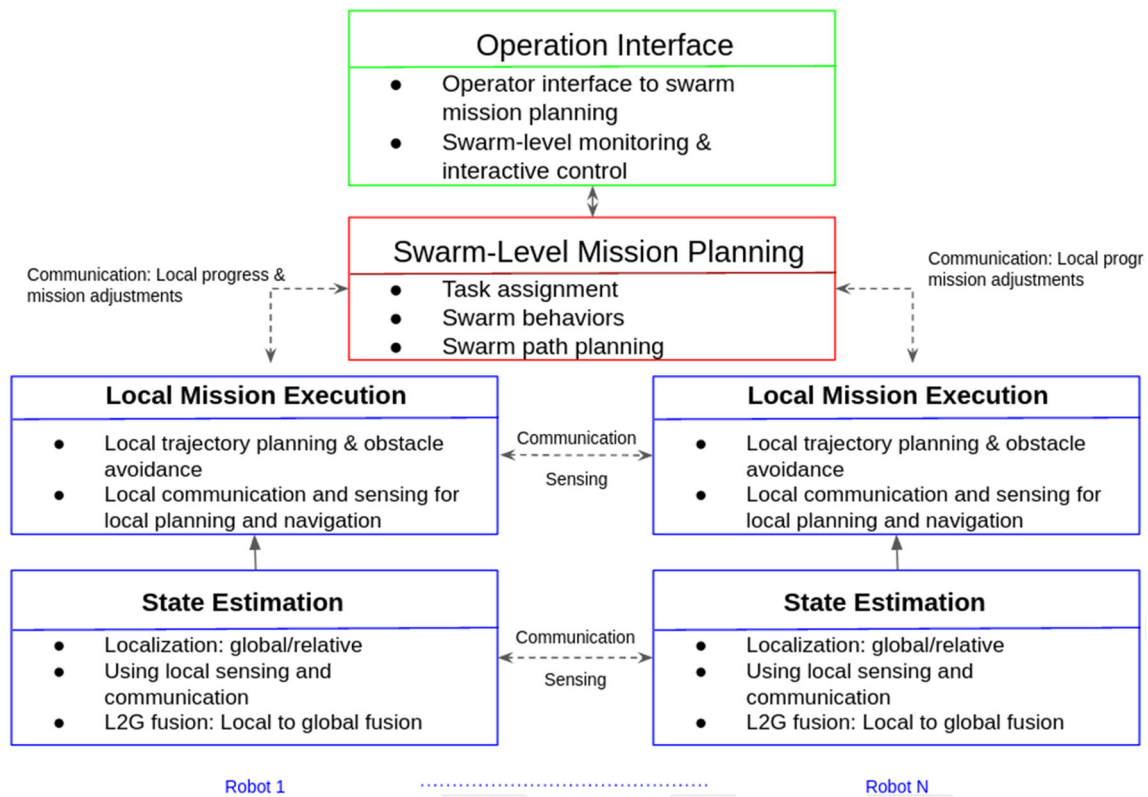 Operation Interface
● Operator interface to swarm
mission planning
● Swarm-level monitoring &
interactive control
Swarm-Level Mission Planning
● Task assignment
● Swarm behaviors
● Swarm path planning
Communication: Local progress &
mission adjustments
Communication: Local progr
mission adjustments
Local Mission Execution
● Local trajectory planning & obstacle
avoidance
● Local communication and sensing for
local planning and navigation
Communication
Sensing
Local Mission Execution
● Local trajectory planning & obstacle
avoidance
● Local communication and sensing for
local planning and navigation
State Estimation
● Localization: global/relative
● Using local sensing and
communication
● L2G fusion: Local to global fusion
Communication
Sensing
State Estimation
● Localization: global/relative
● Using local sensing and
communication
● L2G fusion: Local to global fusion
Robot 1
Robot N